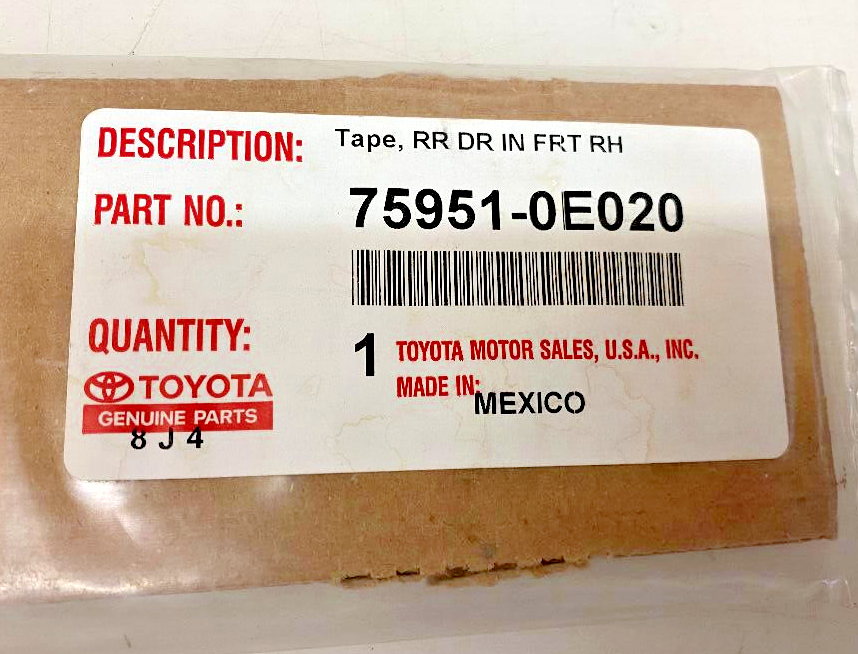 DESCRIPTION: Tape, RR DR IN FRT RH
PART NO.: 75951-0E020
QUANTITY: 1
TOYOTA MOTOR SALES, U.S.A., INC.
MADE IN: MEXICO
TOYOTA
GENUINE PARTS
8 J 4